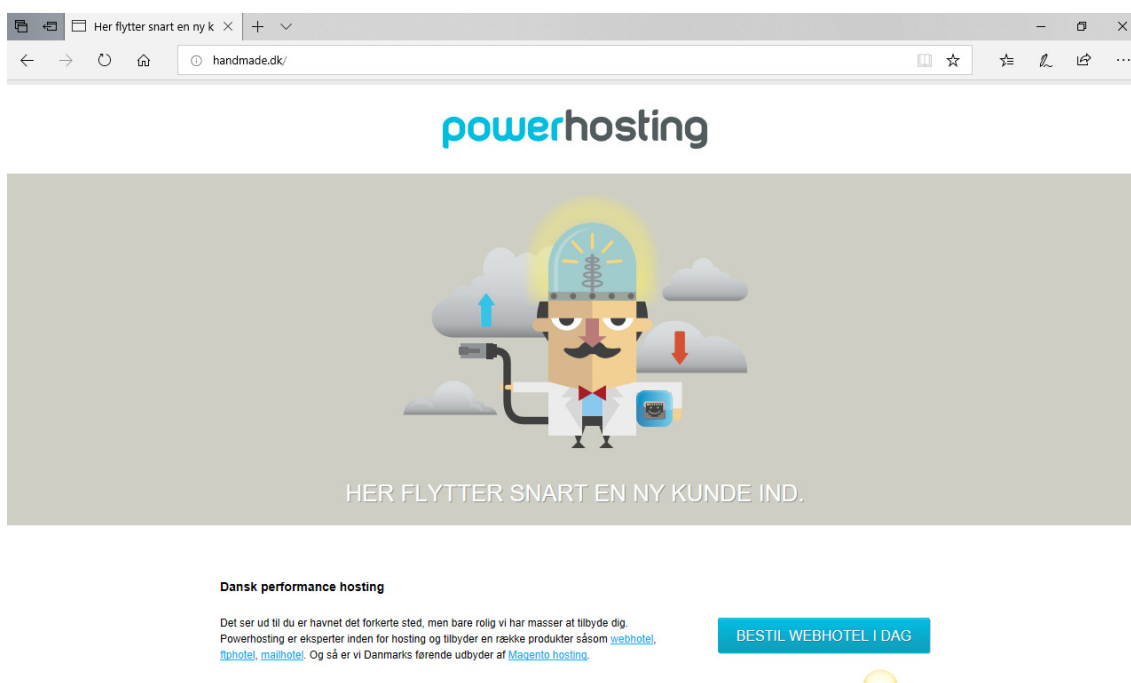 Her flytter snart en ny k
handmade.dk/
powerhosting
HER FLYTTER SNART EN NY KUNDE IND.
Dansk performance hosting
Det ser ud til du er havnet det forkerte sted, men bare rolig vi har masser at tilbyde dig.
Powerhosting er eksperter inden for hosting og tilbyder en række produkter såsom webhotel,
ftphotel, mailhotel. Og så er vi Danmarks førende udbyder af Magento hosting.
BESTIL WEBHOTEL I DAG